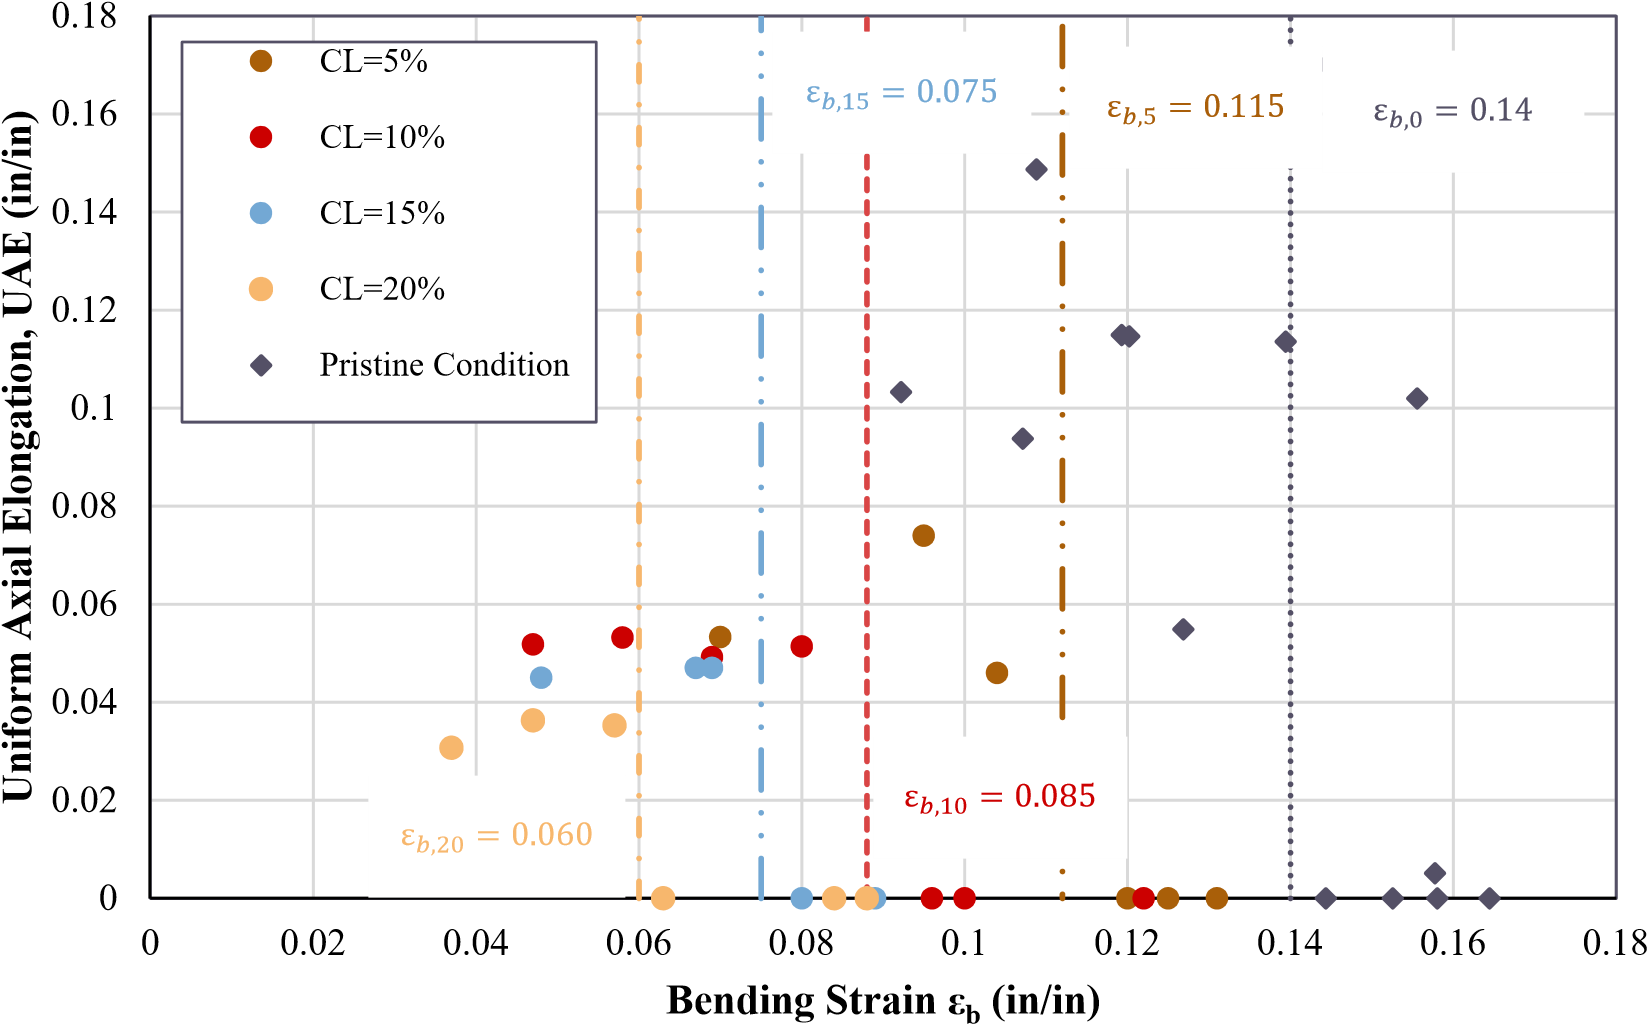 0.18
0.16
0.14
0.12
0.1
0.08
0.06
0.04
0.02
0
Uniform Axial Elongation, UAE (in/in)
CL=5%
CL=10%
CL=15%
CL=20%
Pristine Condition
εb,15 = 0.075
εb,5 = 0.115
εb,0 = 0.14
εb,10 = 0.085
εb,20 = 0.060
0 0.02 0.04 0.06 0.08 0.1 0.12 0.14 0.16 0.18
Bending Strain εb (in/in)